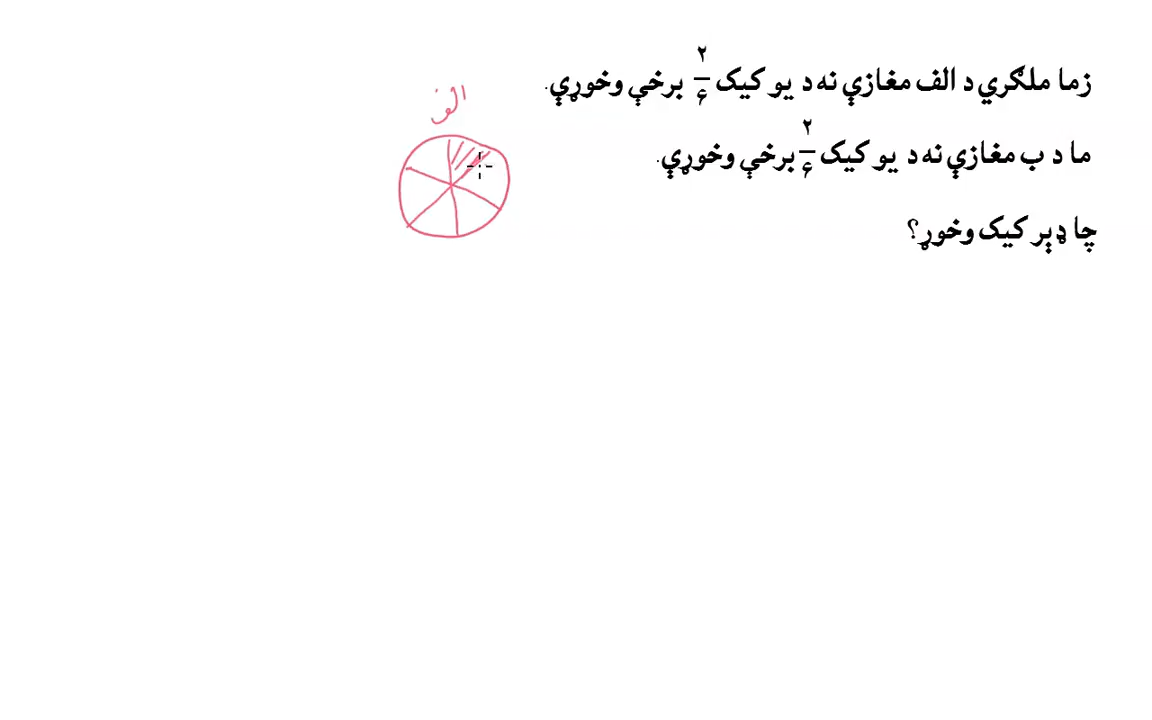 زما ملګري د الف مغازې نه د یو کیک ۲/۶ برخې وخوړې.
ما د ب مغازې نه د یو کیک ۲/۶ برخې وخوړې.
چا ډېر کیک وخوړ؟
الف